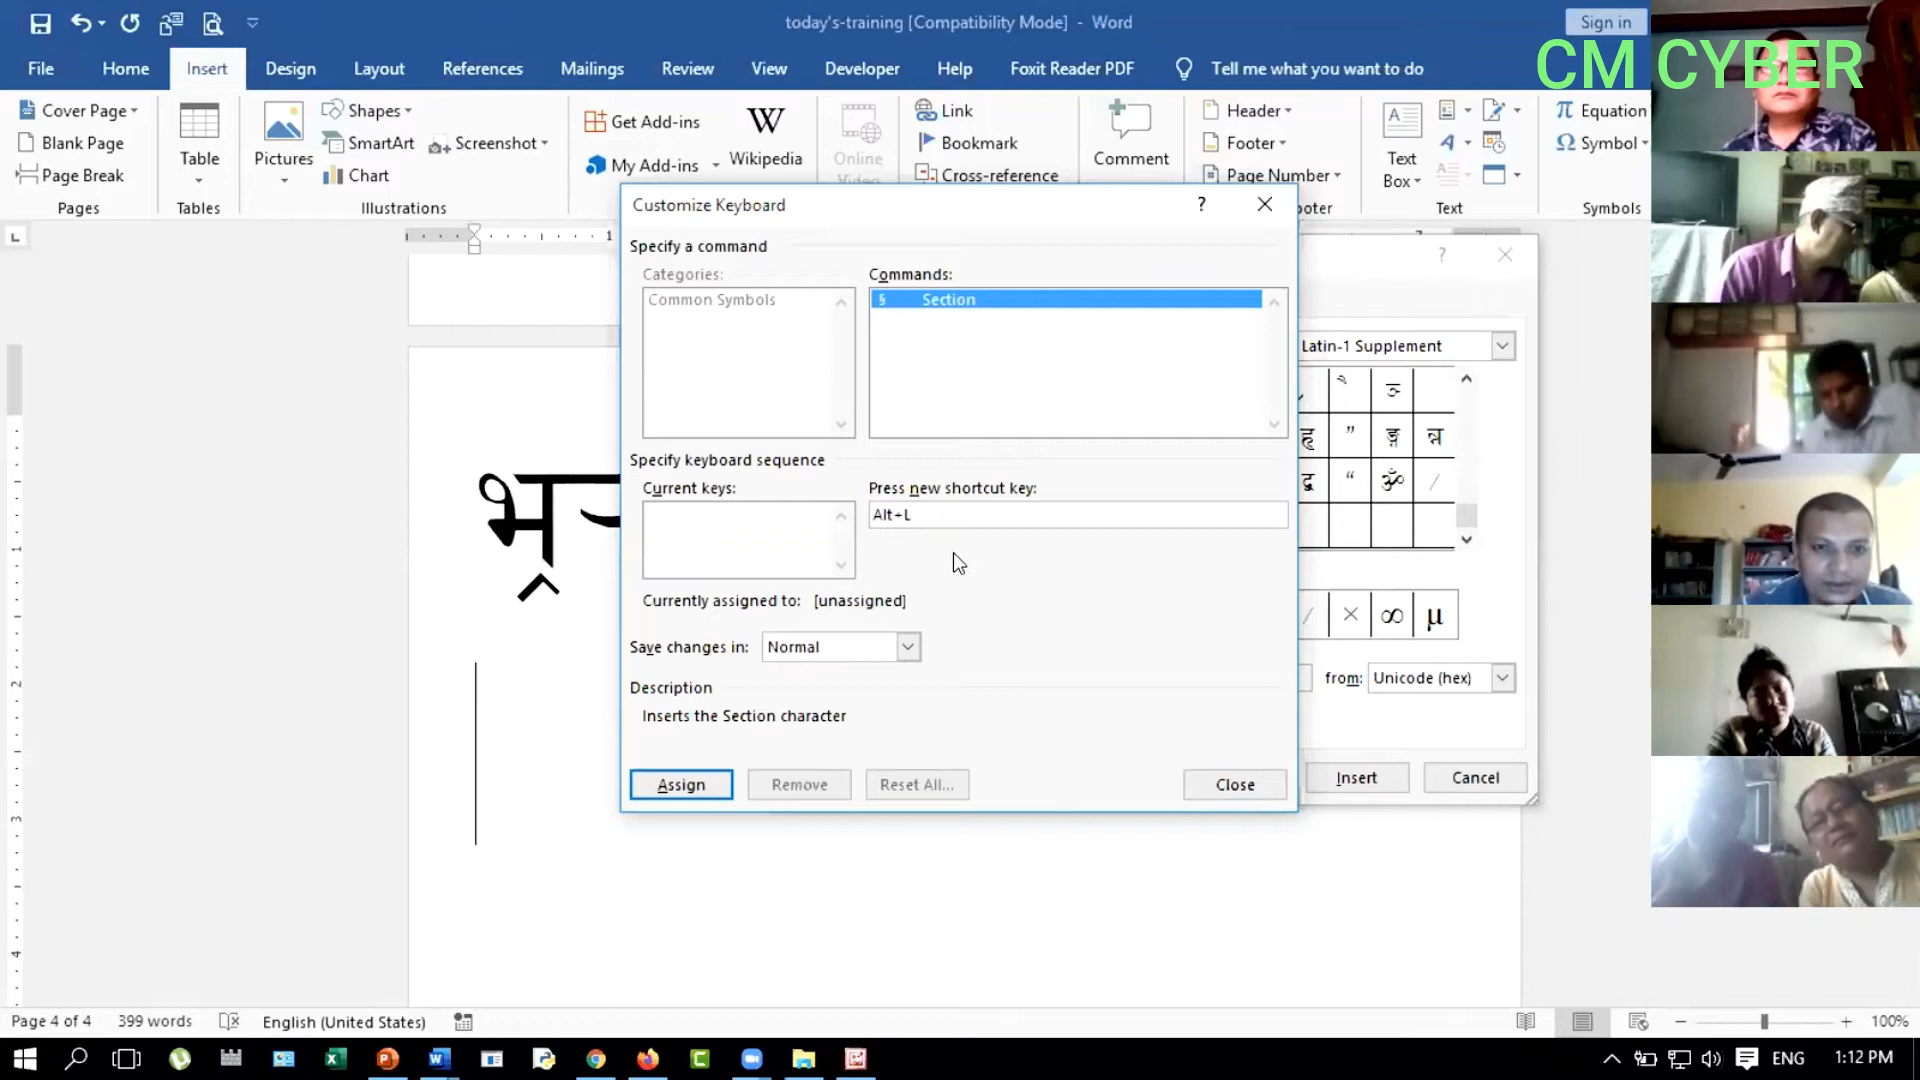 today's-training [Compatibility Mode] - Word
Sign in
CM CYBER
File Home Insert Design Layout References Mailings Review View Developer Help Foxit Reader PDF Tell me what you want to do
Cover Page
Blank Page
Page Break
Pages
Table
Tables
Pictures
Shapes
SmartArt
Chart
Screenshot
Illustrations
Get Add-ins
My Add-ins
W
Wikipedia
Online
Video
Link
Bookmark
Cross-reference
Comment
Header
Footer
Page Number
Text
Box
Text
π Equation
Ω Symbol
Symbols
Customize Keyboard
Specify a command
Categories:
Common Symbols
Commands:
§ Section
Specify keyboard sequence
Current keys:
Press new shortcut key:
Alt+L
Currently assigned to: [unassigned]
Save changes in: Normal
Description
Inserts the Section character
Assign Remove Reset All... Close
Latin-1 Supplement
” ङ्ग न्न
“ ॐ /
/ × ∞ µ
from: Unicode (hex)
Insert Cancel
Page 4 of 4 399 words English (United States) 100%
ENG 1:12 PM